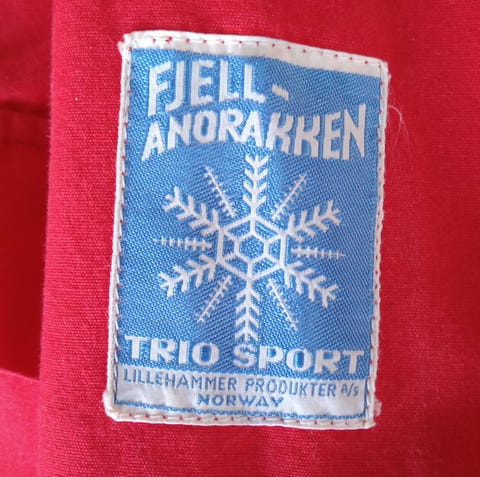 FJELL-
ANORAKKEN
TRIO SPORT
LILLEHAMMER PRODUKTER A/S
NORWAY